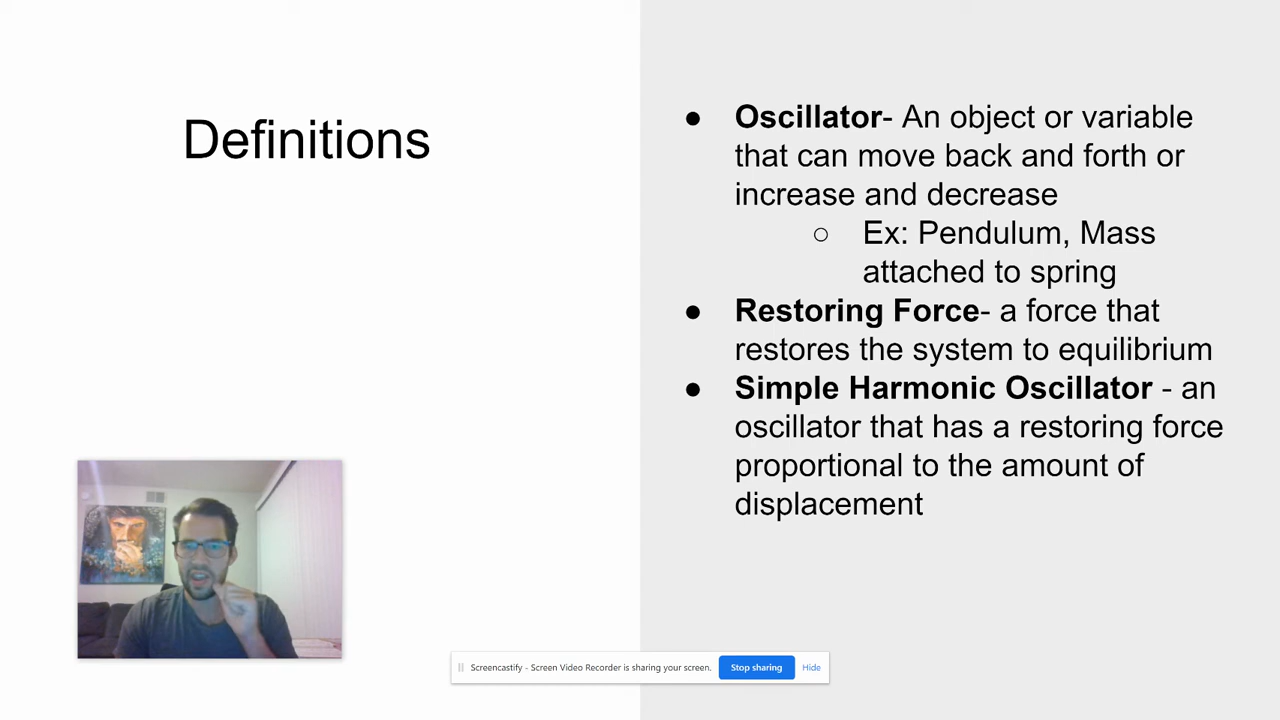 Definitions
● Oscillator- An object or variable
that can move back and forth or
increase and decrease
○ Ex: Pendulum, Mass
attached to spring
● Restoring Force- a force that
restores the system to equilibrium
● Simple Harmonic Oscillator - an
oscillator that has a restoring force
proportional to the amount of
displacement
Screencastify - Screen Video Recorder is sharing your screen. Stop sharing Hide